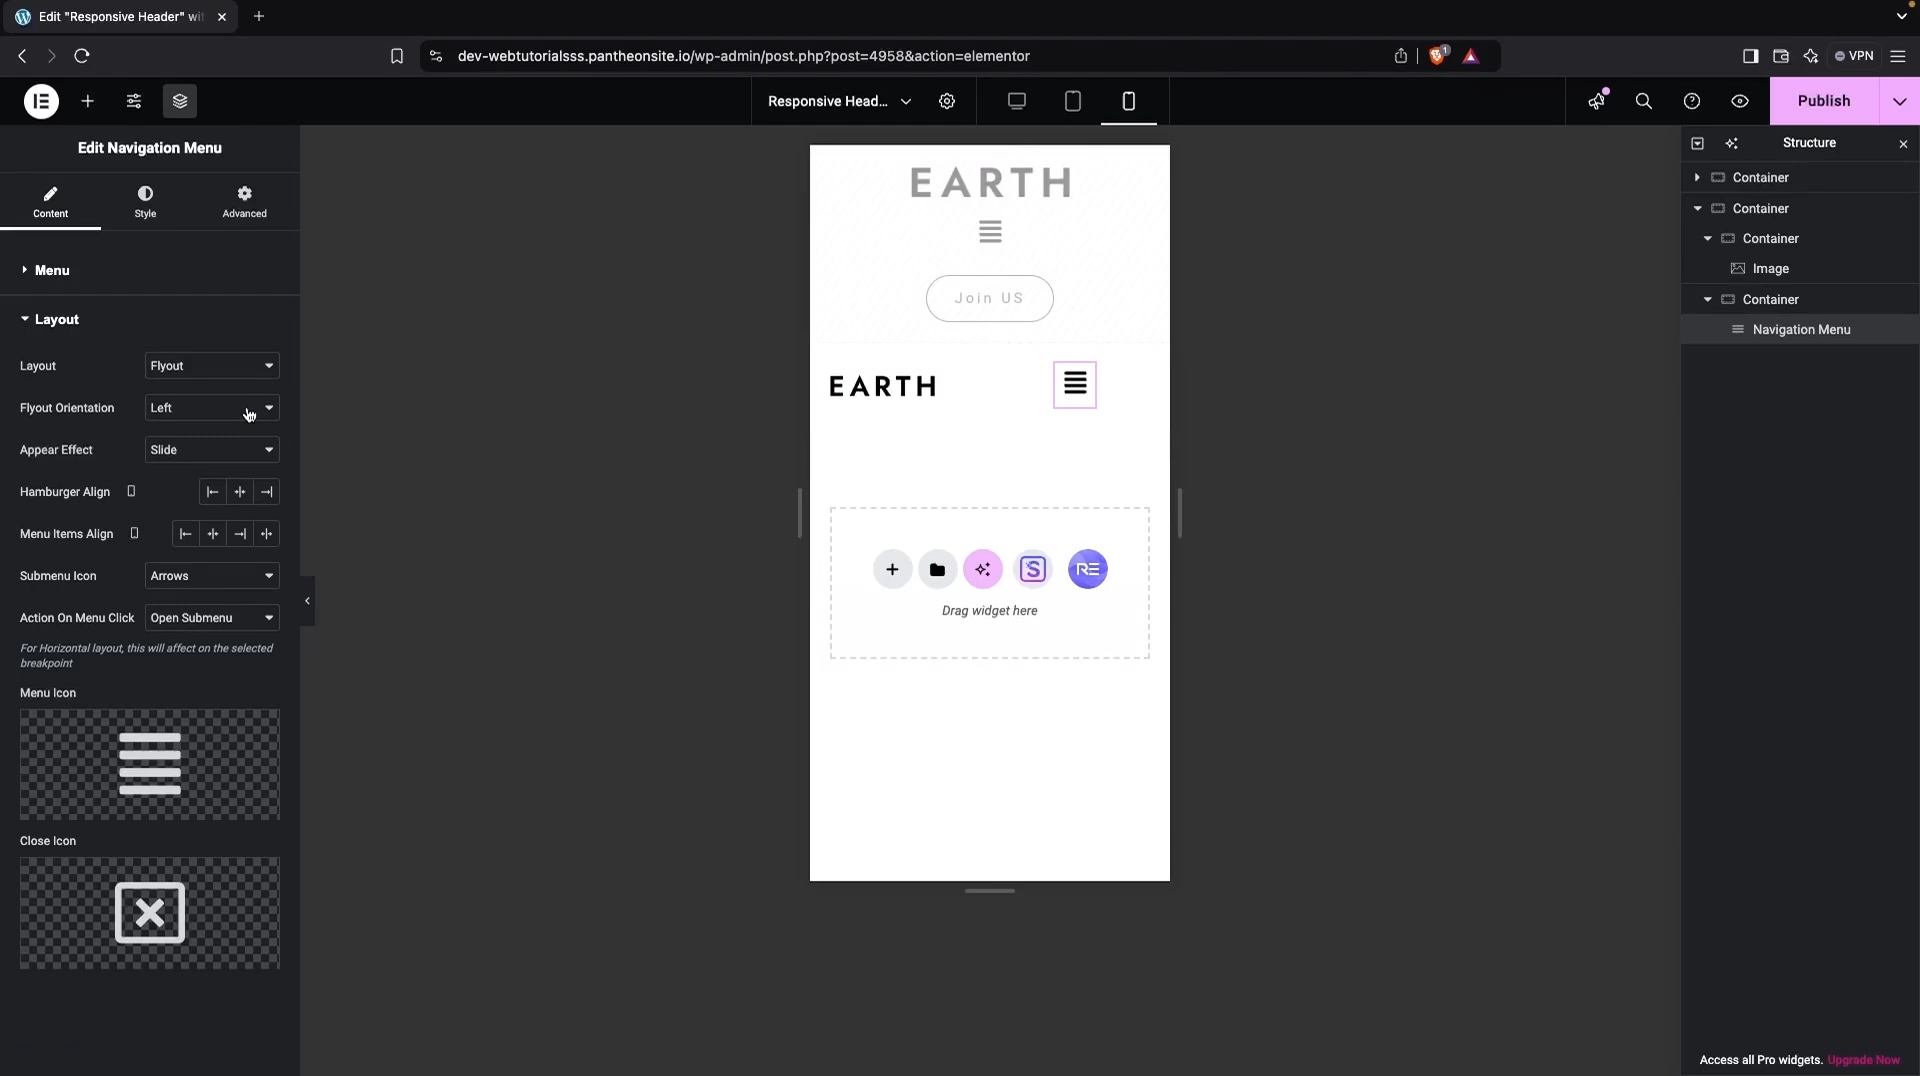 Edit "Responsive Header" wi
dev-webtutorialsss.pantheonsite.io/wp-admin/post.php?post=4958&action=elementor
1
VPN
Responsive Head...
Publish
Edit Navigation Menu
Content
Style
Advanced
Menu
Layout
Layout
Flyout
Flyout Orientation
Left
Appear Effect
Slide
Hamburger Align
Menu Items Align
Submenu Icon
Arrows
Action On Menu Click
Open Submenu
For Horizontal layout, this will affect on the selected
breakpoint
Menu Icon
Close Icon
EARTH
Join US
EARTH
S
RE
Drag widget here
Structure
Container
Container
Container
Image
Container
Navigation Menu
Access all Pro widgets. Upgrade Now